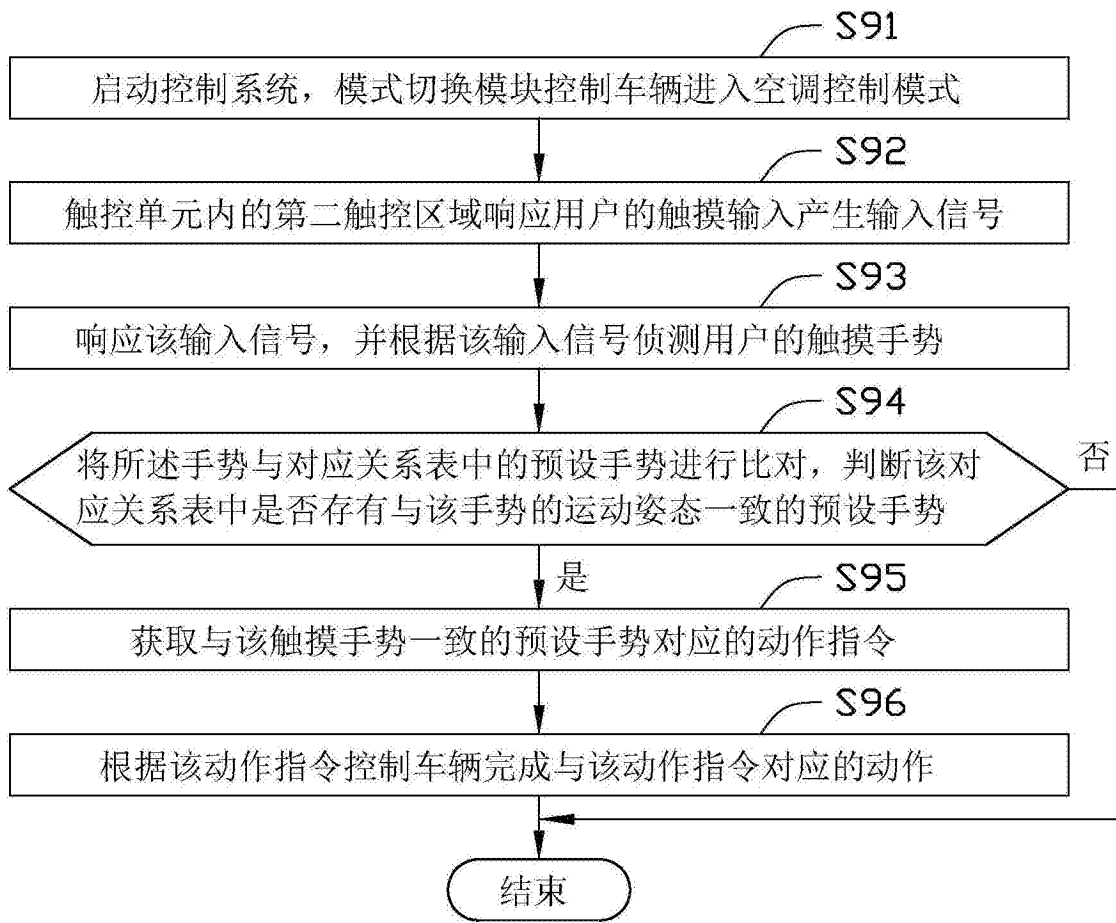 S91
启动控制系统，模式切换模块控制车辆进入空调控制模式
S92
触控单元内的第二触控区域响应用户的触摸输入产生输入信号
S93
响应该输入信号，并根据该输入信号侦测用户的触摸手势
S94
将所述手势与对应关系表中的预设手势进行比对，判断该对
应关系表中是否存有与该手势的运动姿态一致的预设手势
否
是
S95
获取与该触摸手势一致的预设手势对应的动作指令
S96
根据该动作指令控制车辆完成与该动作指令对应的动作
结束